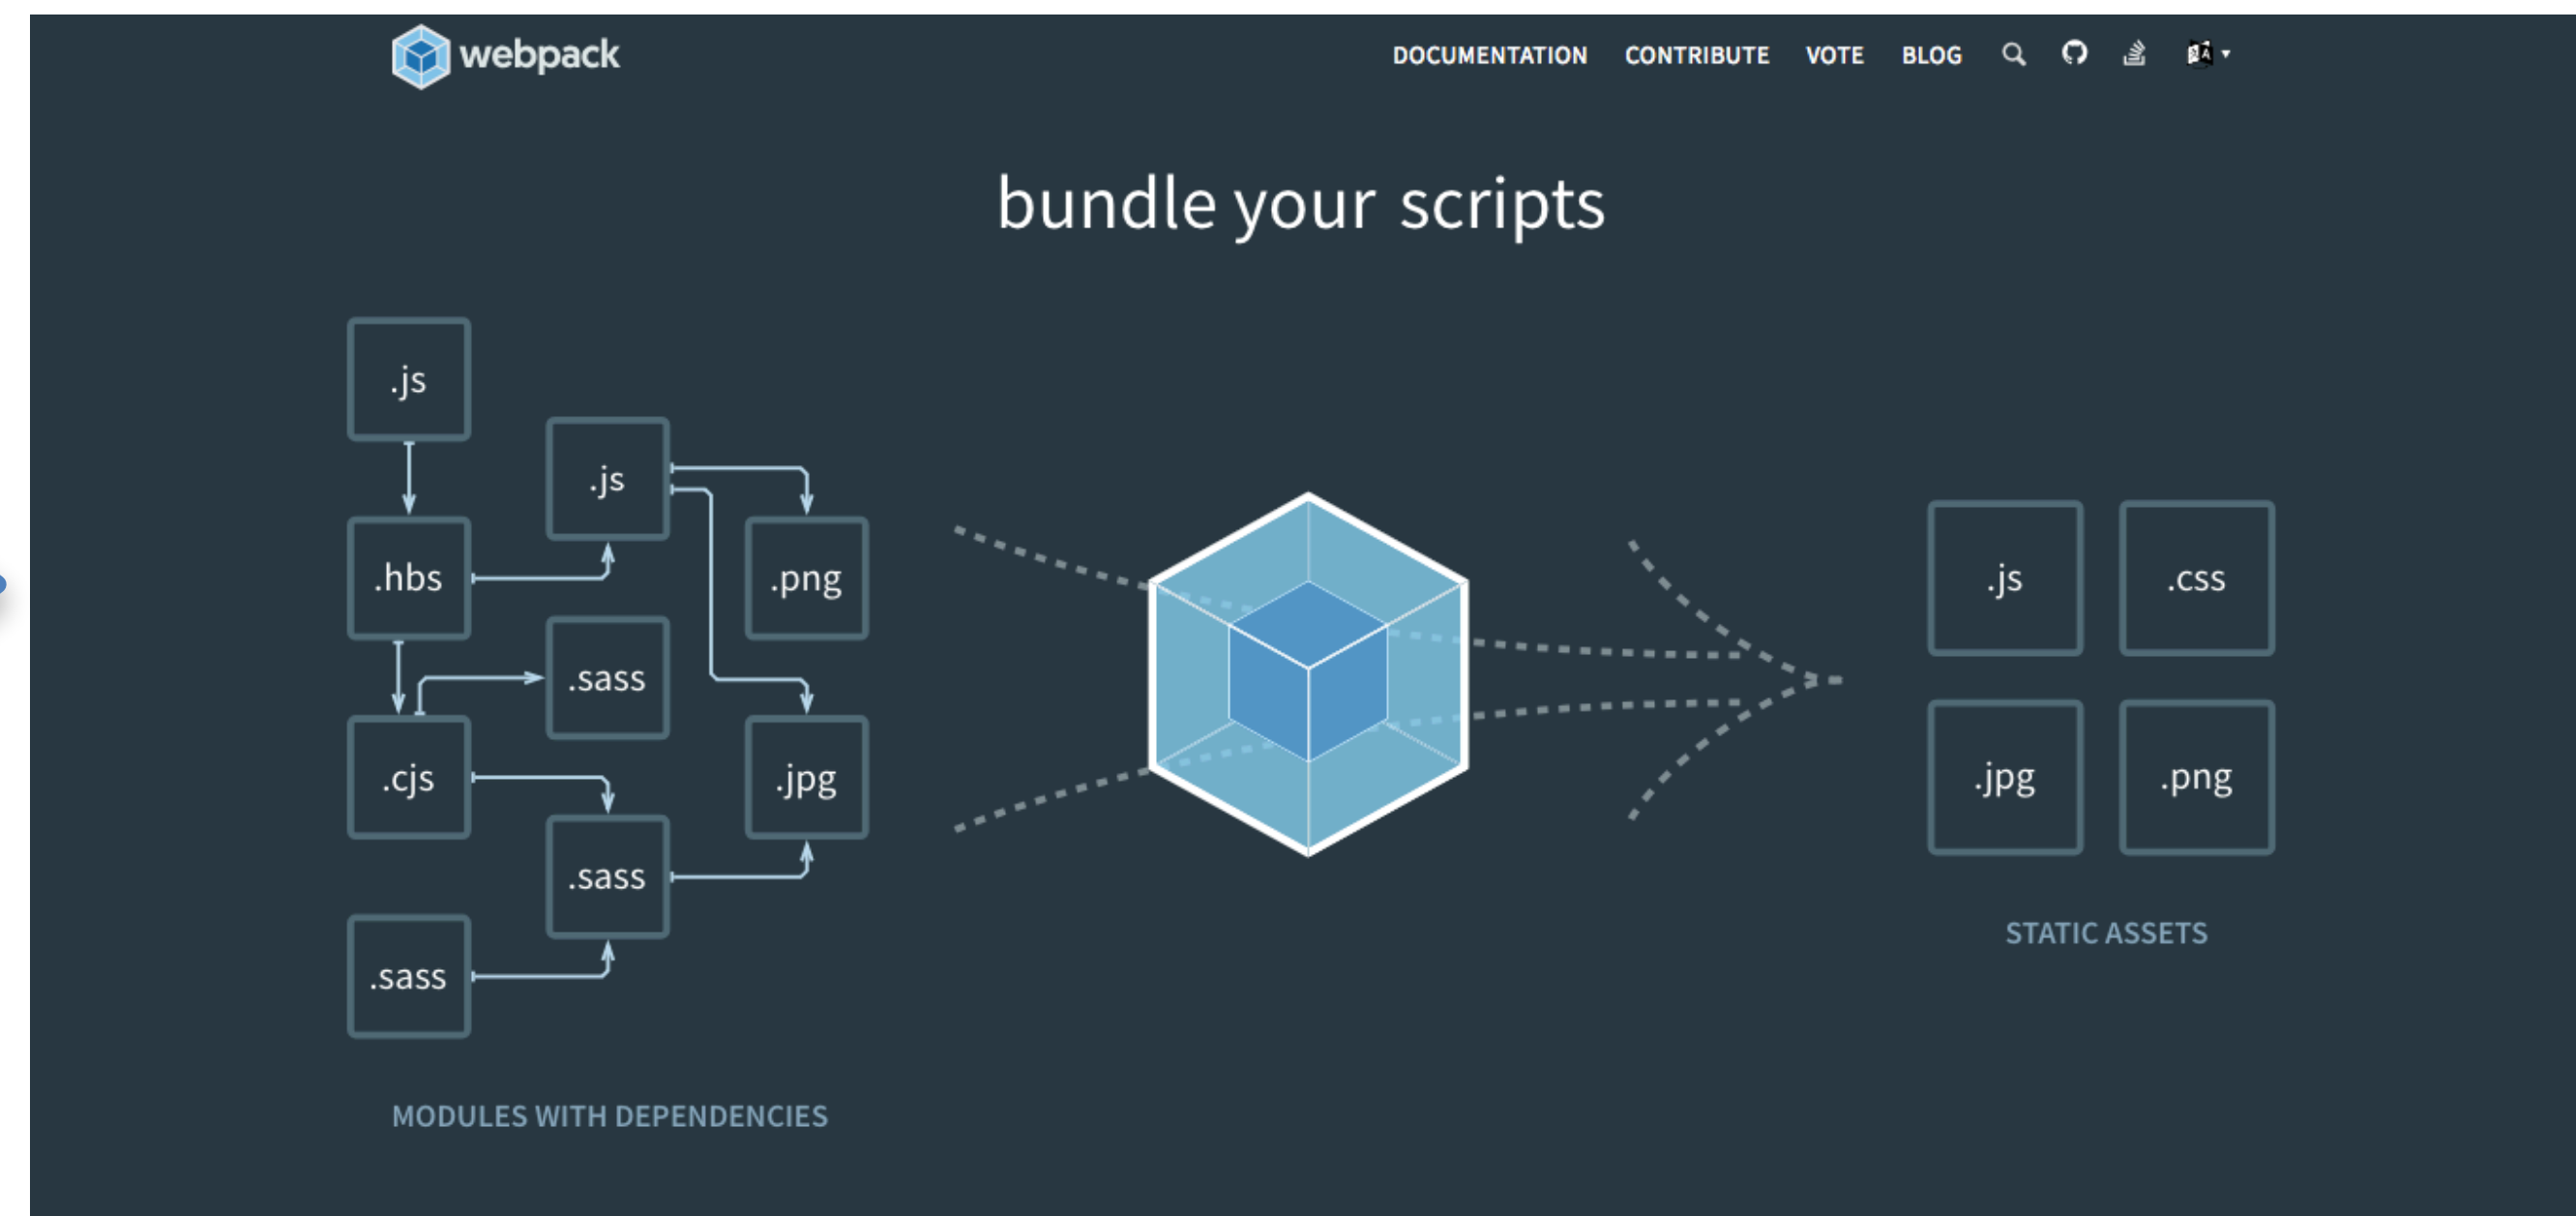 webpack
DOCUMENTATION CONTRIBUTE VOTE BLOG
bundle your scripts
.js
.js
.hbs
.png
.sass
.cjs
.jpg
.sass
.sass
MODULES WITH DEPENDENCIES
.js
.css
.jpg
.png
STATIC ASSETS